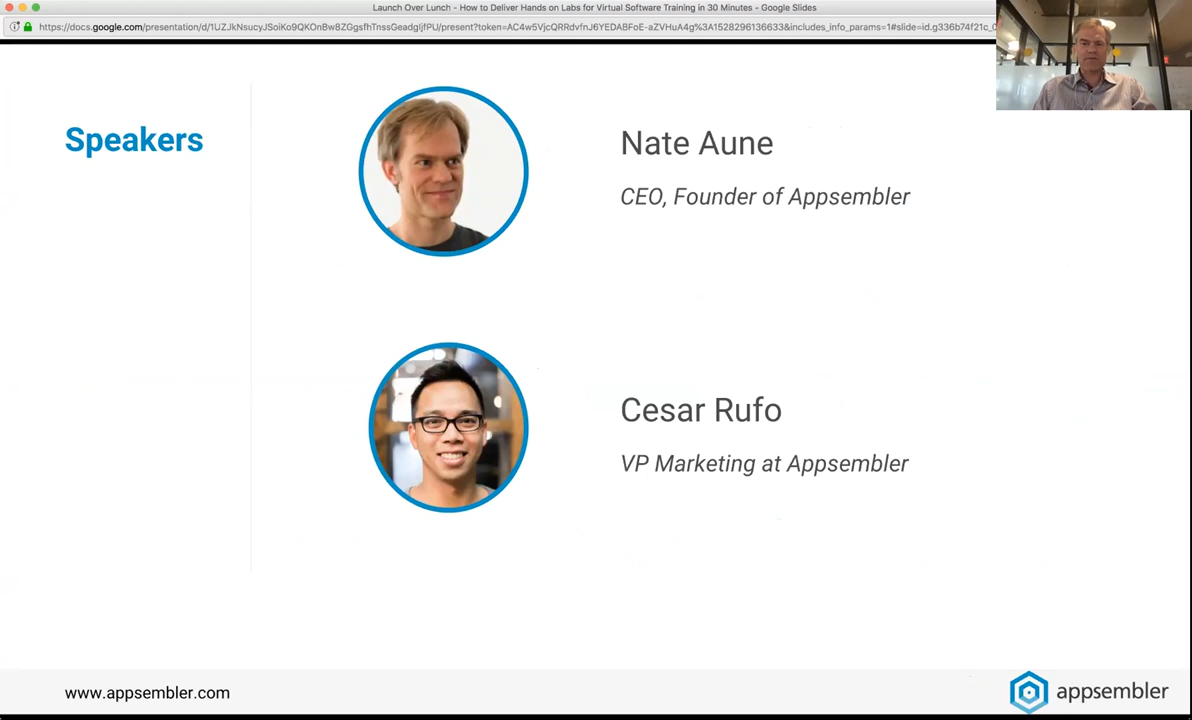 Launch Over Lunch - How to Deliver Hands on Labs for Virtual Software Training in 30 Minutes - Google Slides
Speakers
Nate Aune
CEO, Founder of Appsembler
Cesar Rufo
VP Marketing at Appsembler
www.appsembler.com
appsembler